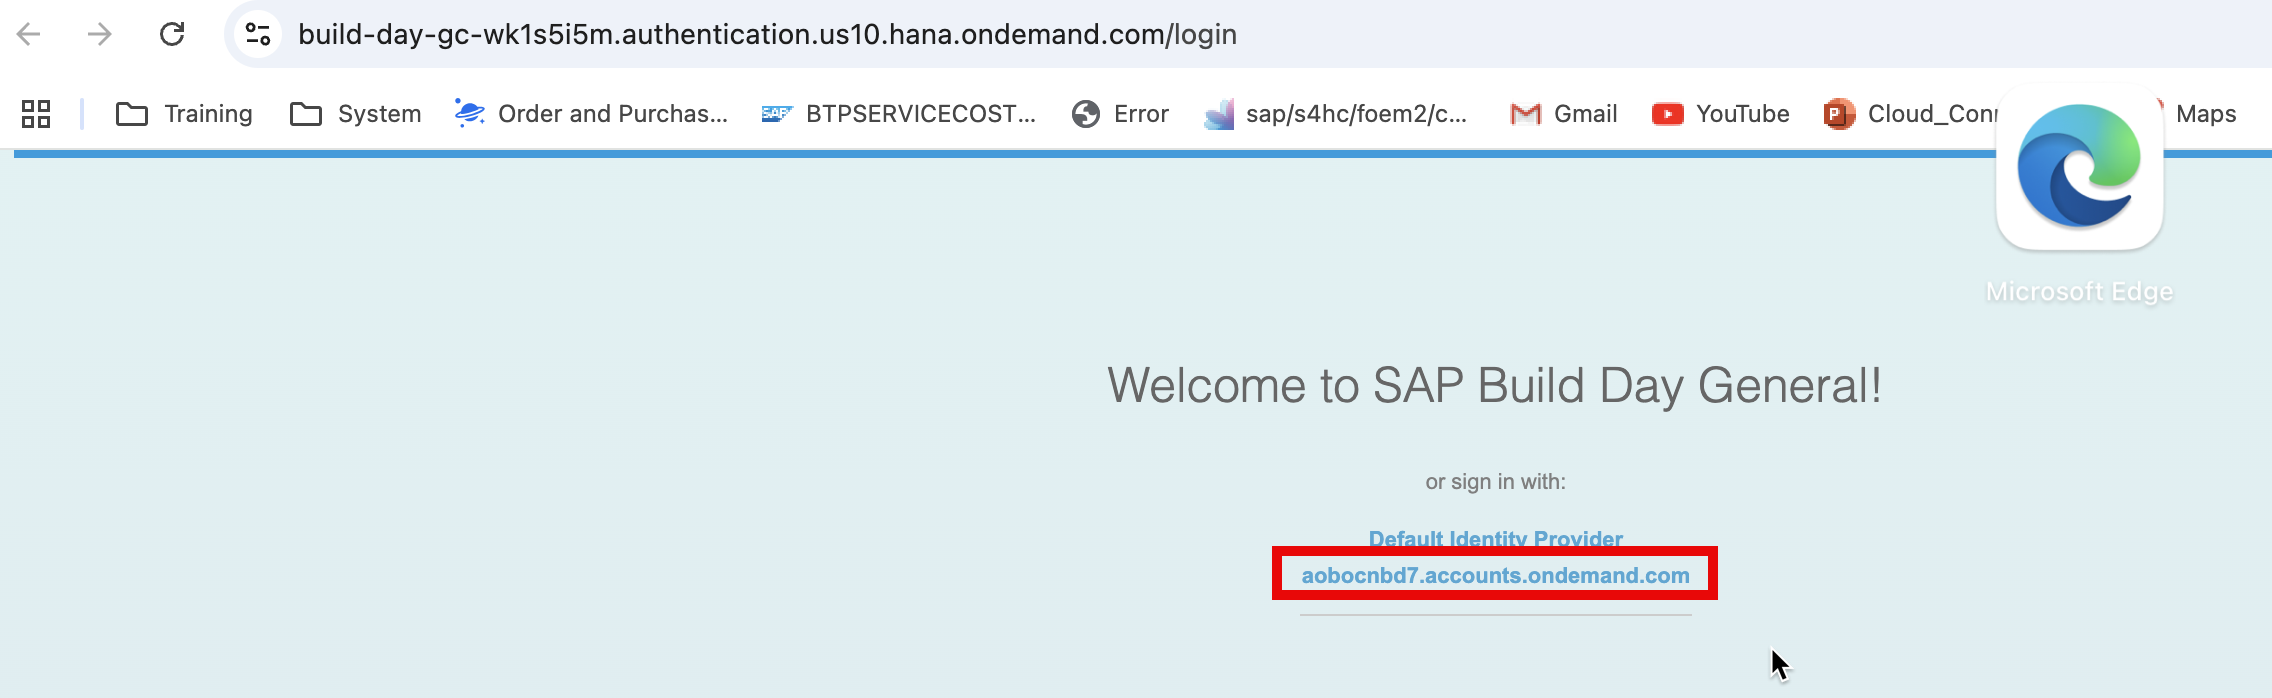 build-day-gc-wk1s5i5m.authentication.us10.hana.ondemand.com/login
Training System Order and Purchas... SAP BTPSERVICECOST... Error sap/s4hc/foem2/c... Gmail YouTube P Cloud_Con Maps
Microsoft Edge
Welcome to SAP Build Day General!
or sign in with:
Default Identity Provider
aobocnbd7.accounts.ondemand.com